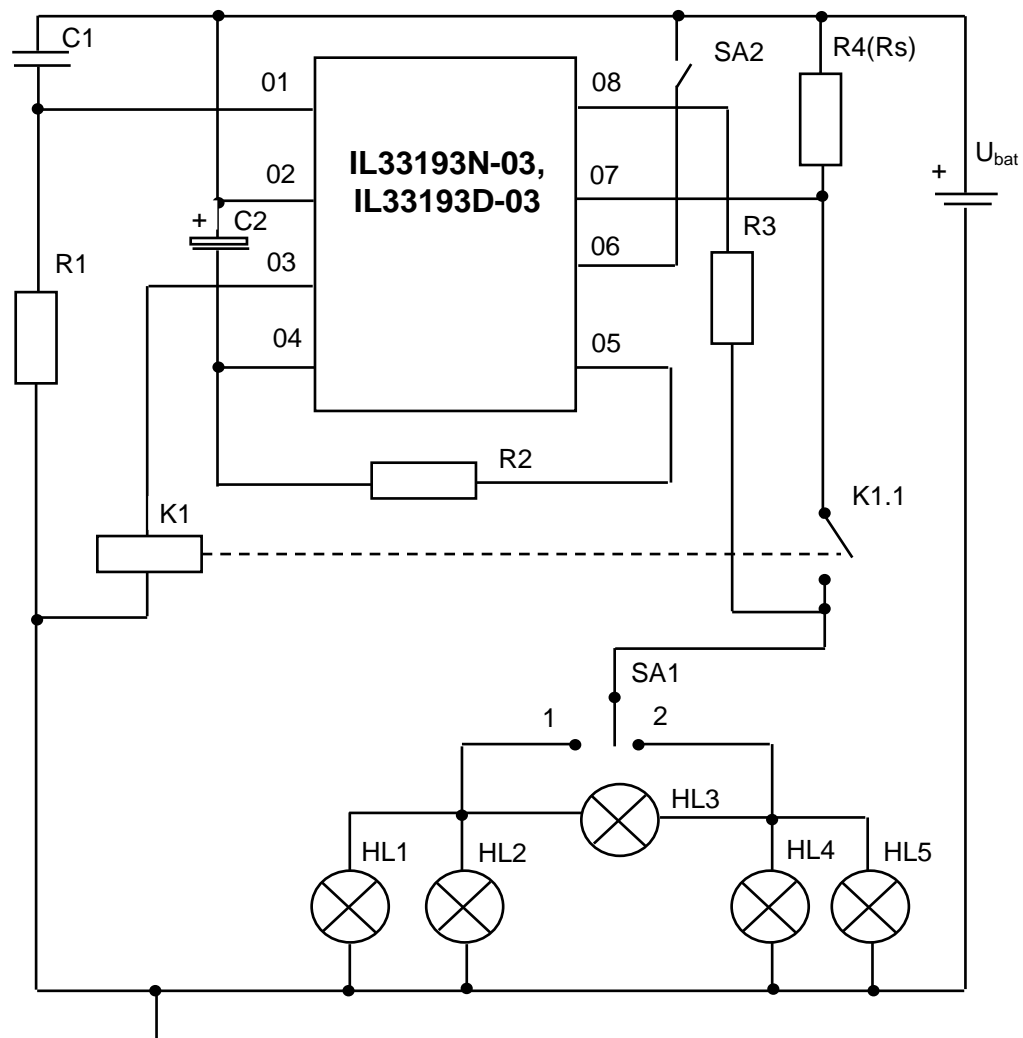 C1
SA2
R4(Rs)
01
08
IL33193N-03,
IL33193D-03
Ubat
+
02
07
+
C2
R3
R1
03
06
04
05
R2
K1
K1.1
SA1
1
2
HL3
HL1
HL2
HL4
HL5